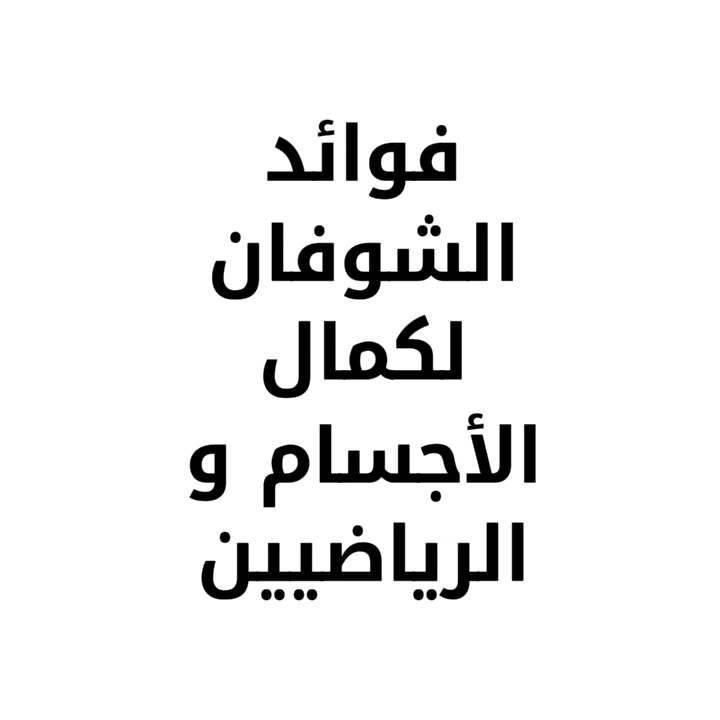 فوائد
الشوفان
لكمال
الأجسام و
الرياضيين